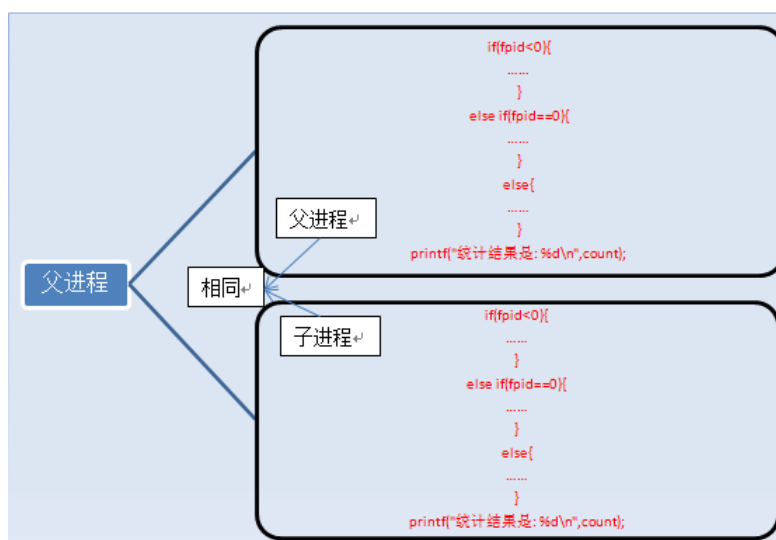 if(fpid<0){
......
}
else if(fpid==0){
......
}
else{
......
}
printf("统计结果是: %d\n",count);
父进程
父进程
相同
子进程
if(fpid<0){
......
}
else if(fpid==0){
......
}
else{
......
}
printf("统计结果是: %d\n",count);